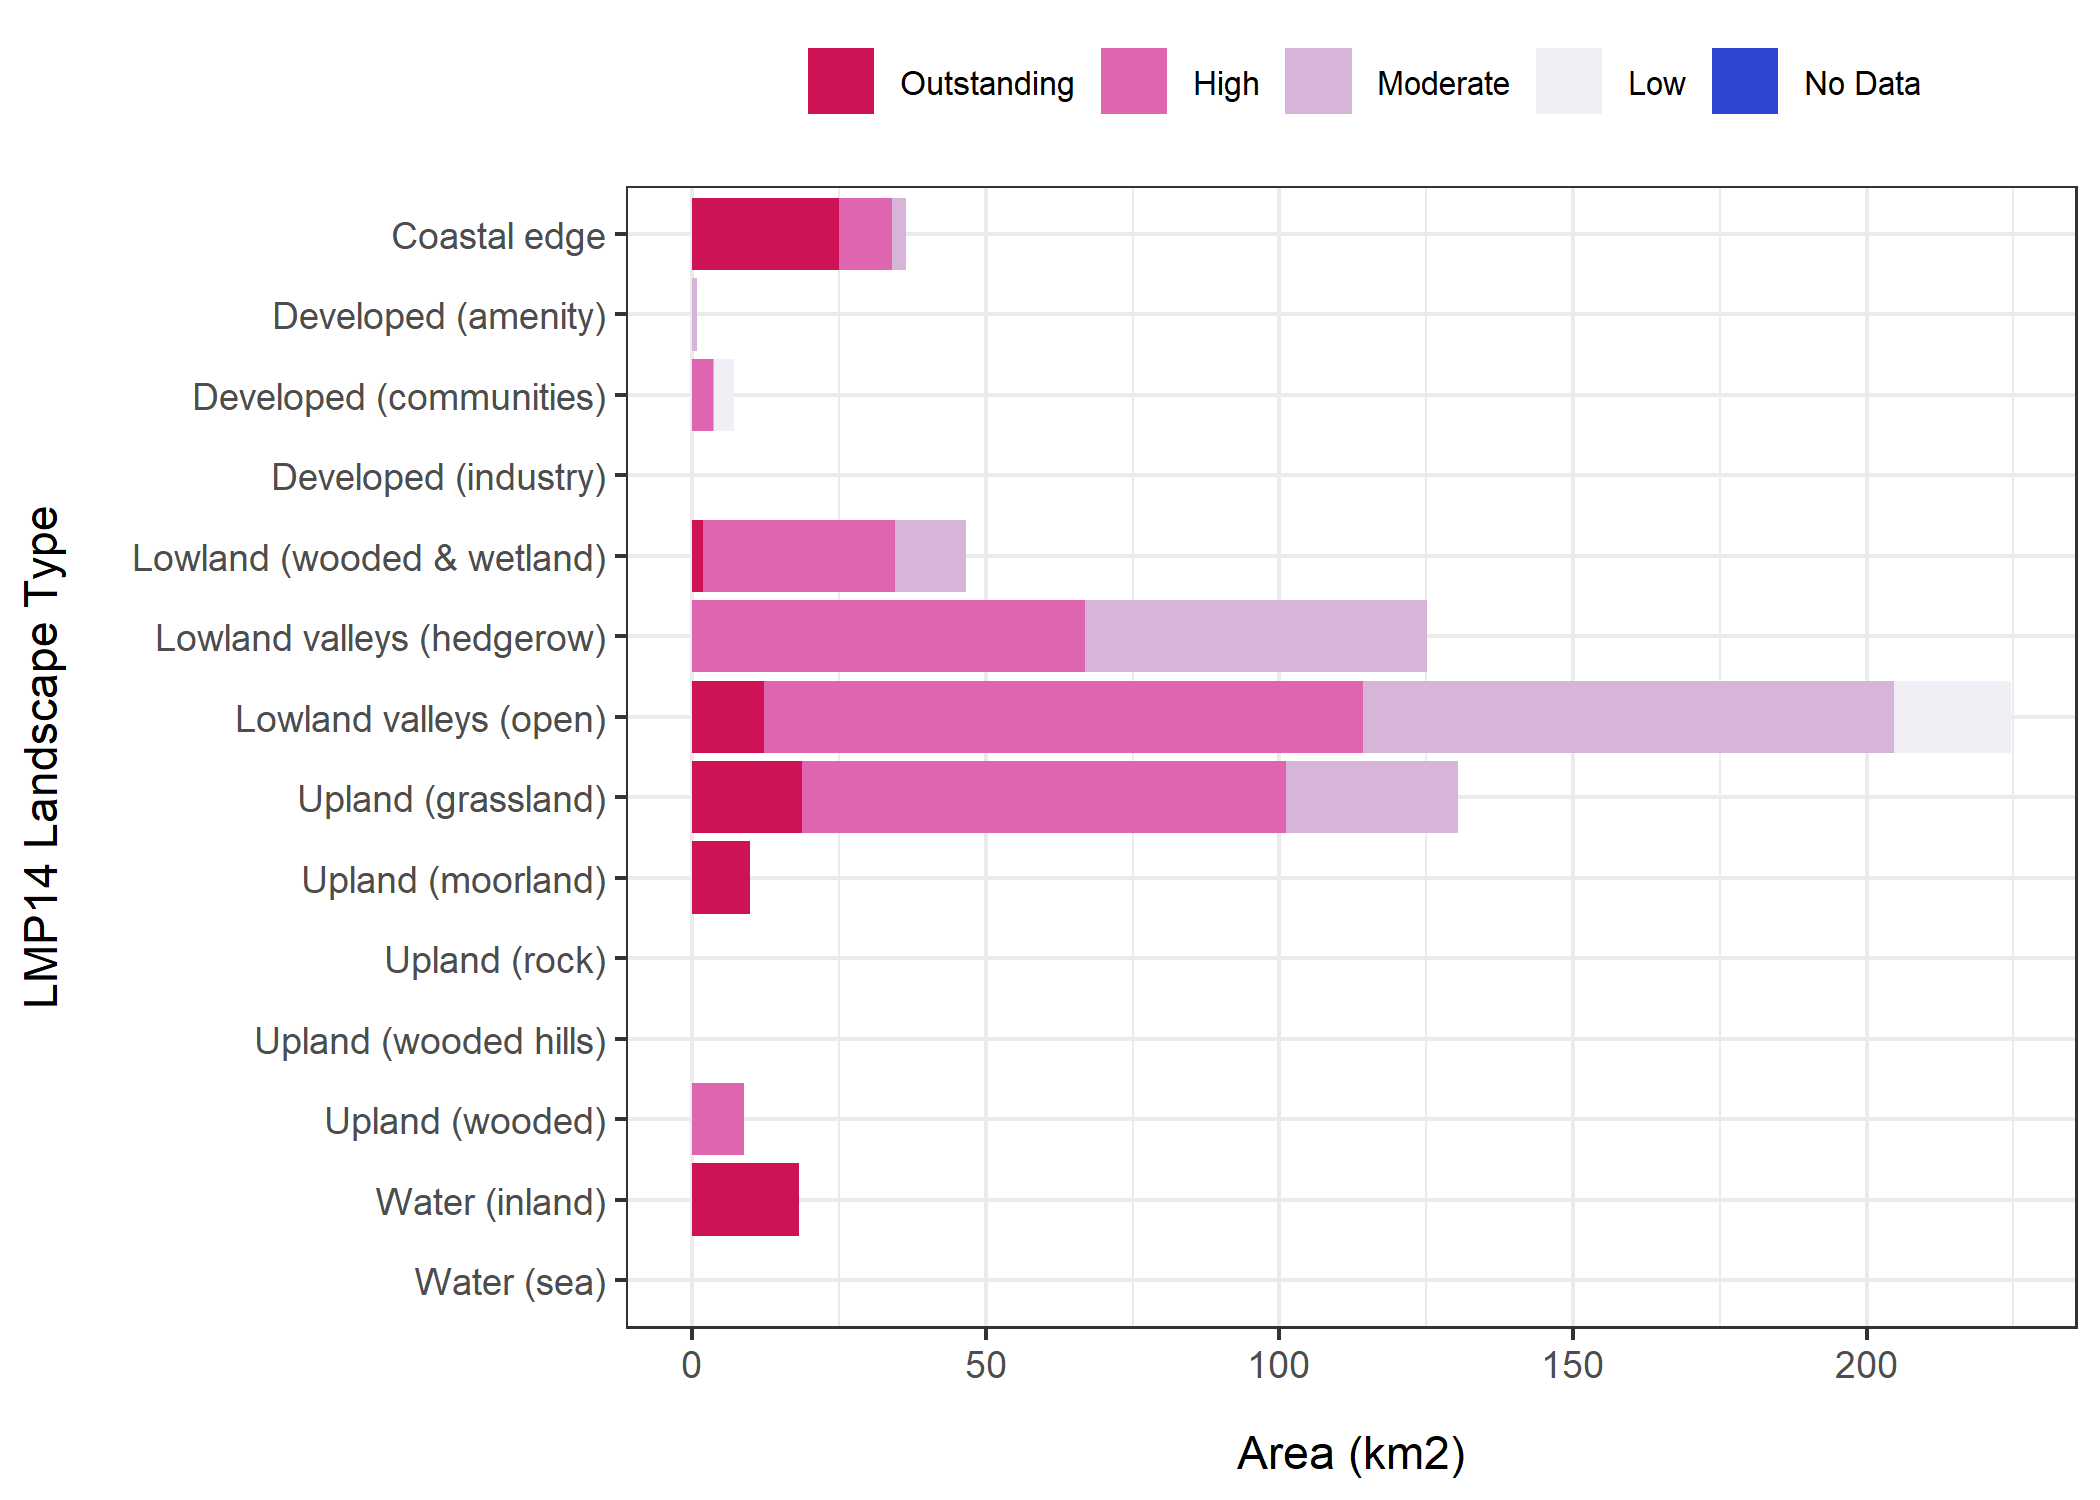 Outstanding High Moderate Low No Data
Coastal edge
Developed (amenity)
Developed (communities)
Developed (industry)
Lowland (wooded & wetland)
Lowland valleys (hedgerow)
Lowland valleys (open)
Upland (grassland)
Upland (moorland)
Upland (rock)
Upland (wooded hills)
Upland (wooded)
Water (inland)
Water (sea)
LMP14 Landscape Type
0 50 100 150 200
Area (km2)